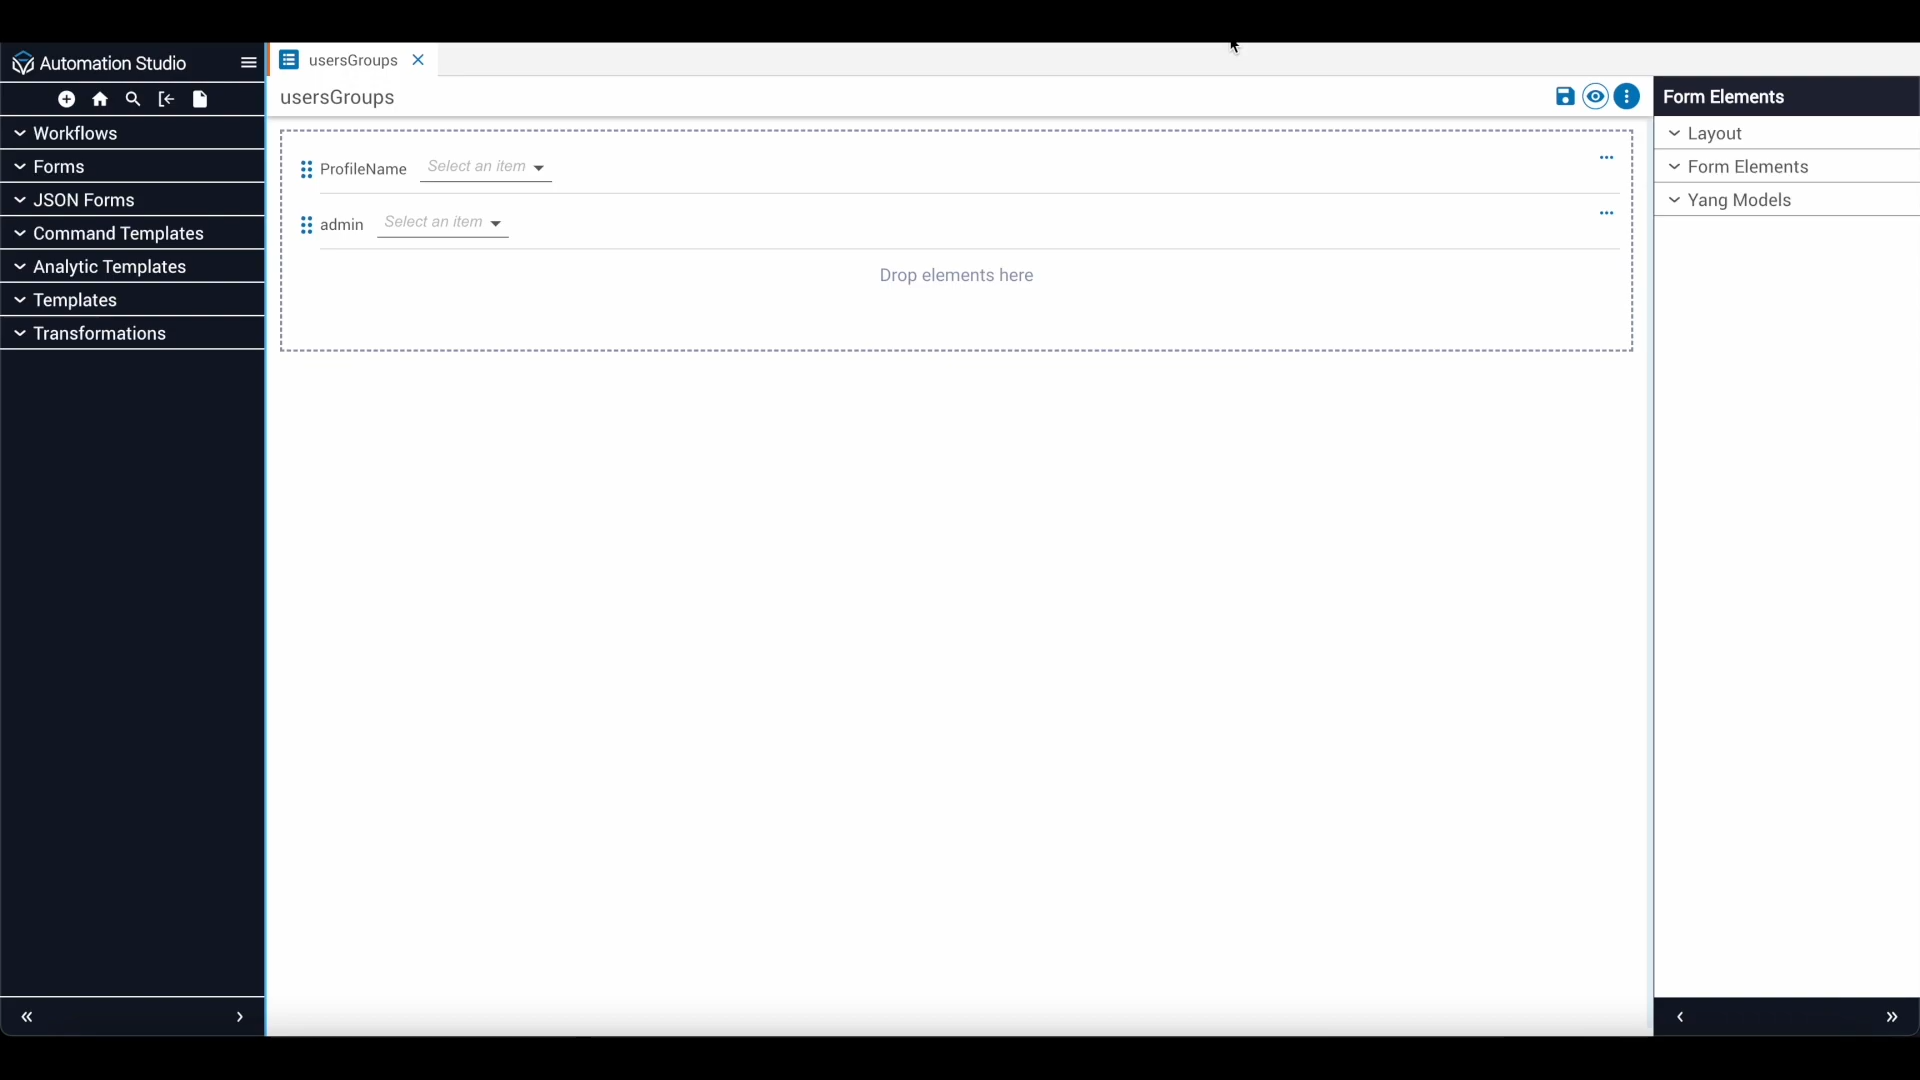 Automation Studio
Workflows
Forms
JSON Forms
Command Templates
Analytic Templates
Templates
Transformations
usersGroups
usersGroups
ProfileName Select an item
admin Select an item
Drop elements here
Form Elements
Layout
Form Elements
Yang Models